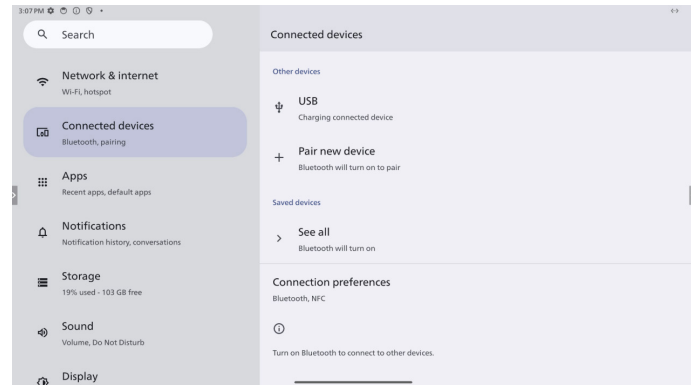 3:07 PM
Search
Network & internet
Wi-Fi, hotspot
Connected devices
Bluetooth, pairing
Apps
Recent apps, default apps
Notifications
Notification history, conversations
Storage
19% used - 103 GB free
Sound
Volume, Do Not Disturb
Display
Connected devices
Other devices
USB
Charging connected device
Pair new device
Bluetooth will turn on to pair
Saved devices
See all
Bluetooth will turn on
Connection preferences
Bluetooth, NFC
Turn on Bluetooth to connect to other devices.